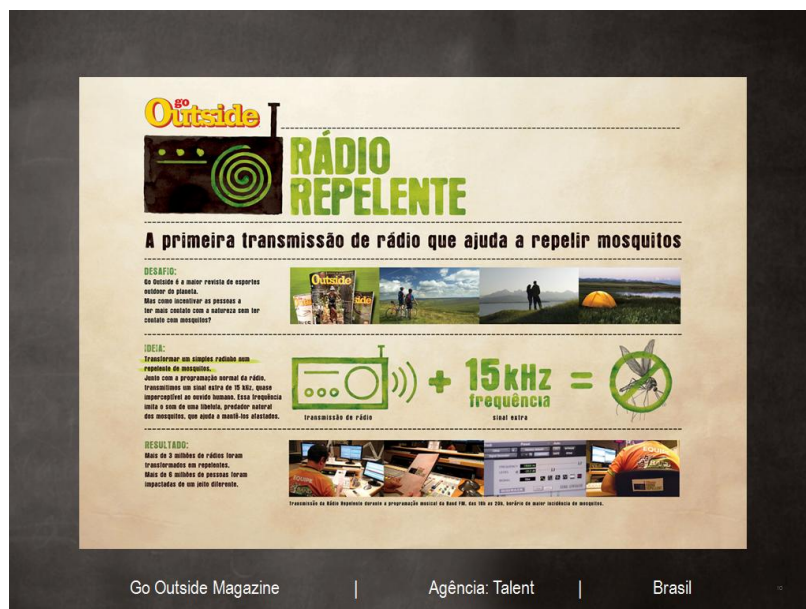 go
Outside
RÁDIO
REPELENTE
A primeira transmissão de rádio que ajuda a repelir mosquitos
DESAFIO:
Go Outside é a maior revista de esportes
outdoor do planeta.
Mas como incentivar as pessoas a
ter mais contato com a natureza sem ter
contato com mosquitos?
Outside
IDEIA:
Transformar um simples radinho num
repelente de mosquitos.
Junto com a programação normal da rádio,
transmitimos um sinal extra de 15 kHz, quase
imperceptível ao ouvido humano. Essa frequência
imita o som de uma libélula, predador natural
dos mosquitos, que ajuda a mantê-los afastados.
+ 15kHz =
frequência
transmissão de rádio
sinal extra
RESULTADO:
Mais de 3 milhões de rádios foram
transformados em repelentes.
Mais de 6 milhões de pessoas foram
impactadas de um jeito diferente.
EQUIPE
Transmissão da Rádio Repelente durante a programação musical da Band FM, das 18h às 20h, horário de maior incidência de mosquitos.
Go Outside Magazine | Agência: Talent | Brasil